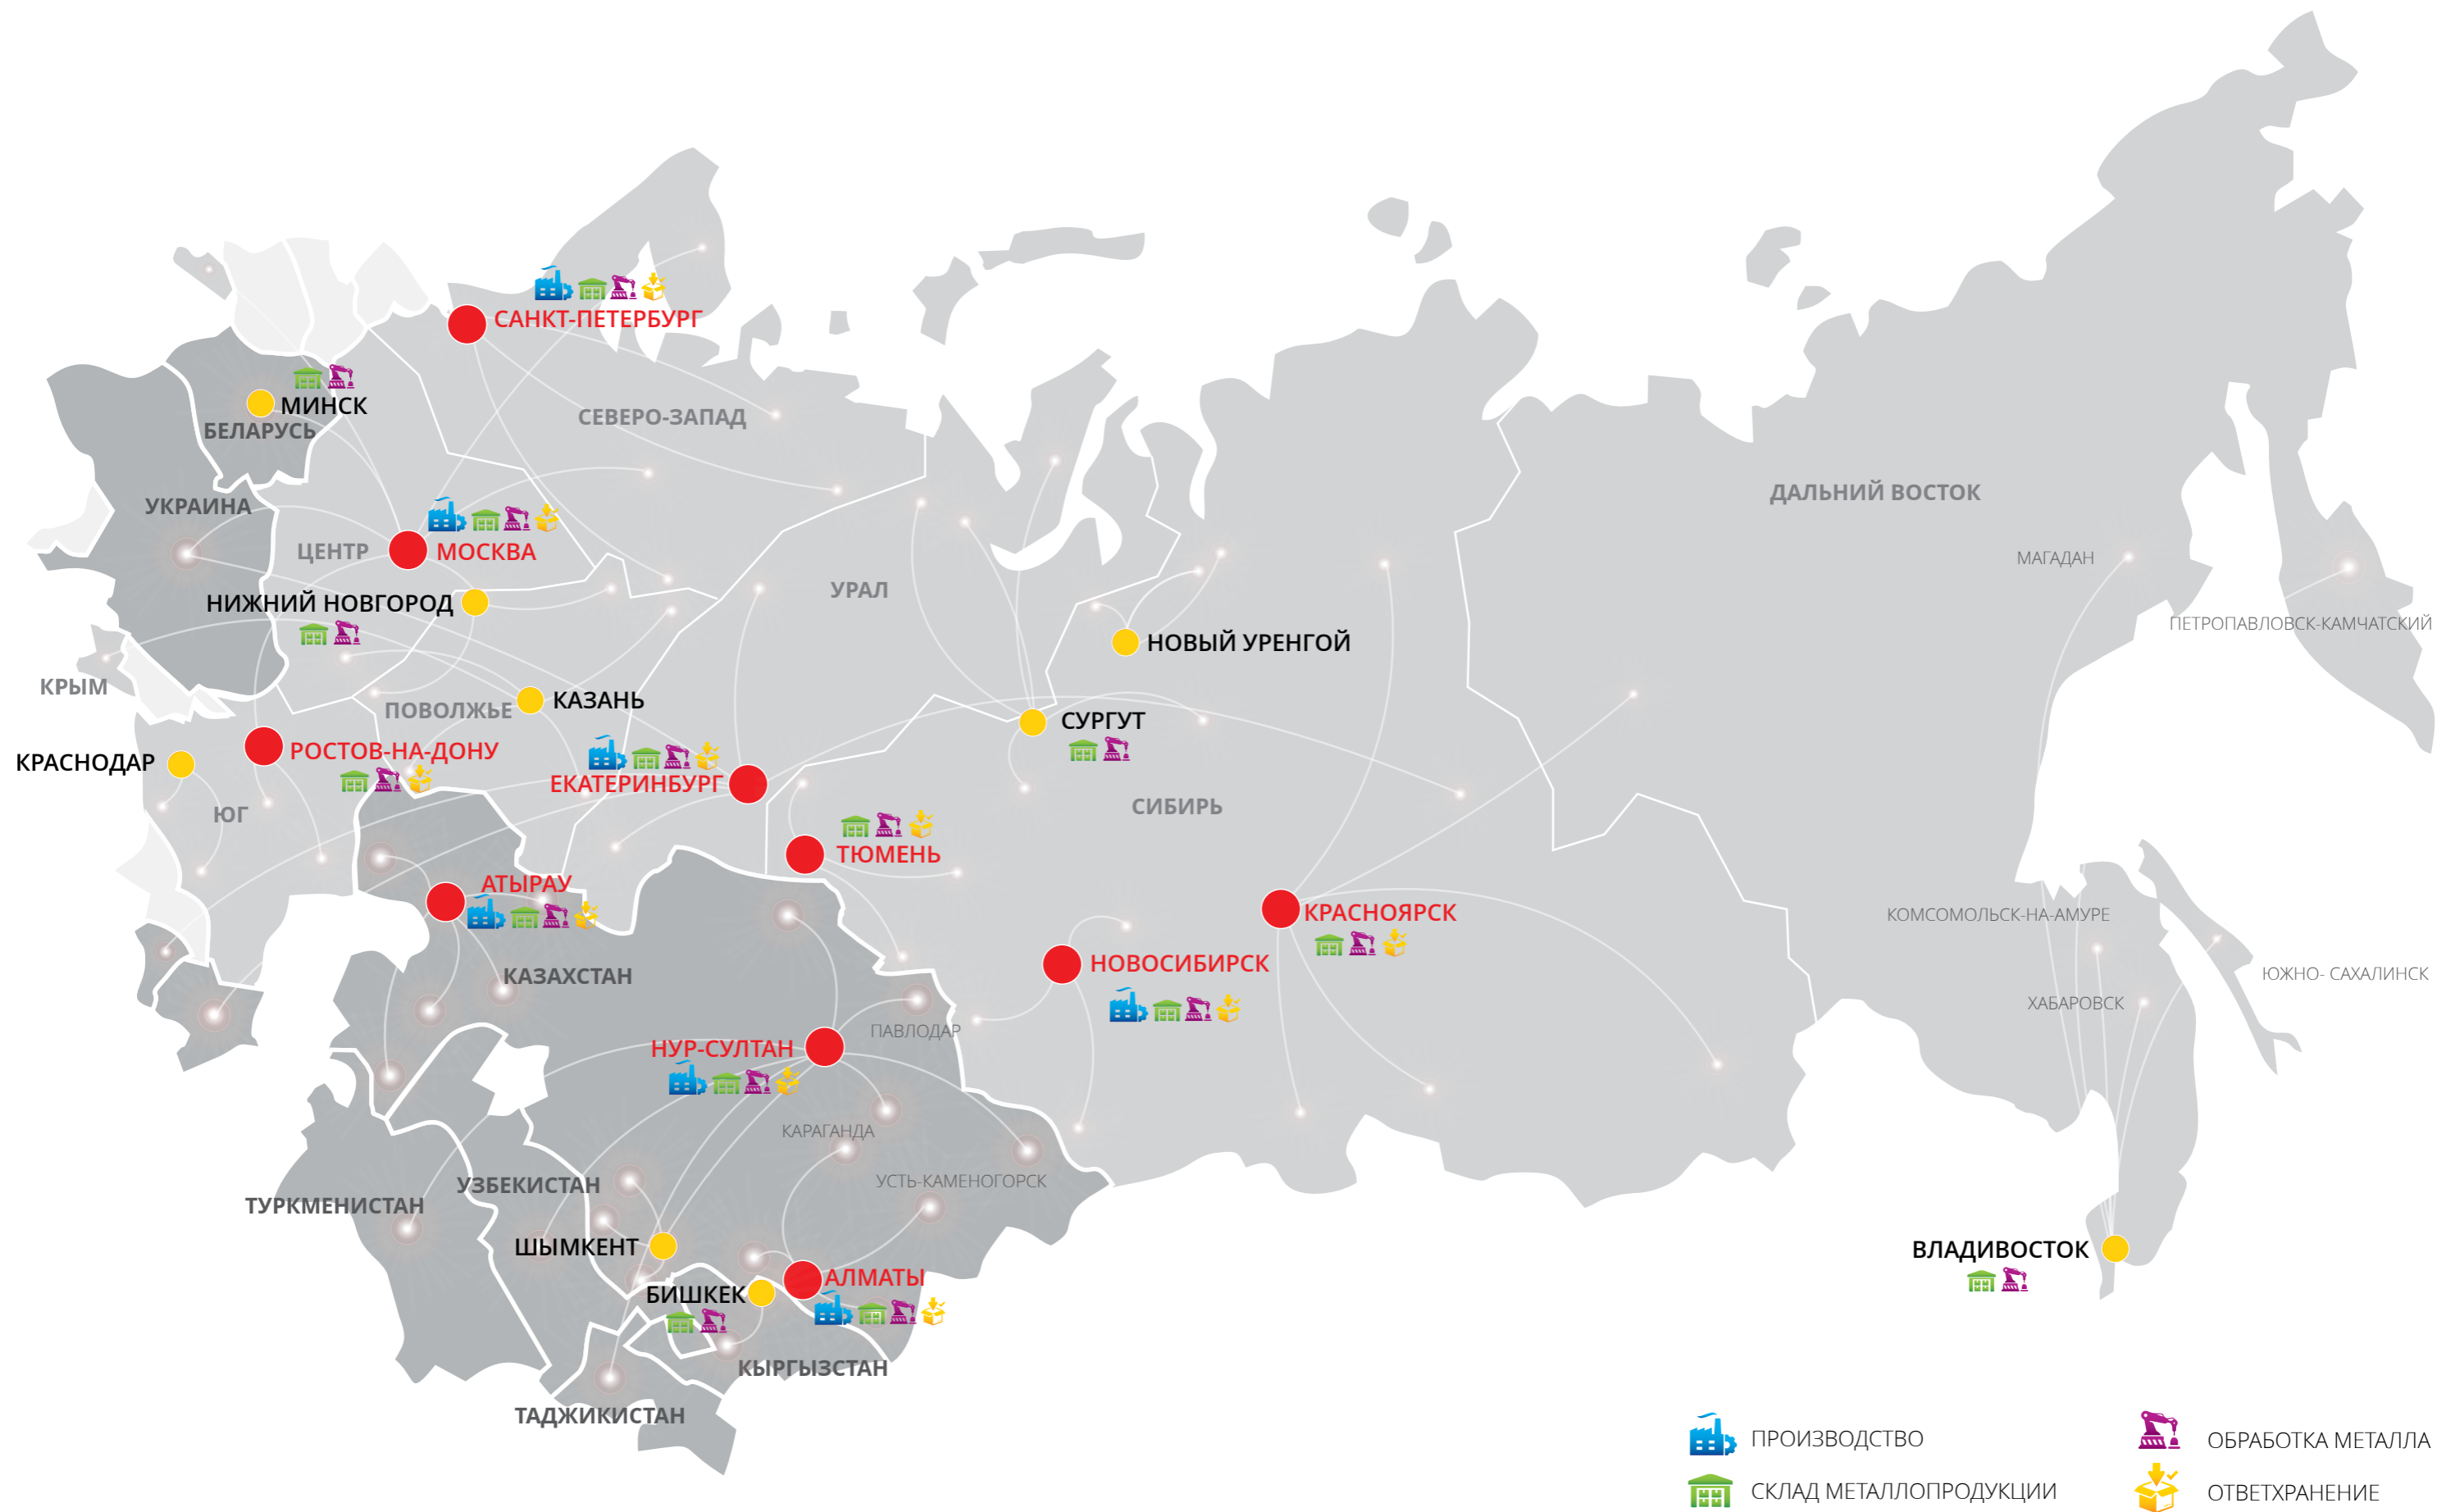 САНКТ-ПЕТЕРБУРГ
МИНСК
БЕЛАРУСЬ
СЕВЕРО-ЗАПАД
ДАЛЬНИЙ ВОСТОК
УКРАИНА
ЦЕНТР
МОСКВА
МАГАДАН
УРАЛ
НИЖНИЙ НОВГОРОД
ПЕТРОПАВЛОВСК-КАМЧАТСКИЙ
НОВЫЙ УРЕНГОЙ
КРЫМ
КАЗАНЬ
ПОВОЛЖЬЕ
СУРГУТ
РОСТОВ-НА-ДОНУ
КРАСНОДАР
ЕКАТЕРИНБУРГ
СИБИРЬ
ЮГ
ТЮМЕНЬ
АТЫРАУ
КРАСНОЯРСК
КОМСОМОЛЬСК-НА-АМУРЕ
НОВОСИБИРСК
КАЗАХСТАН
ЮЖНО- САХАЛИНСК
ХАБАРОВСК
ПАВЛОДАР
НУР-СУЛТАН
КАРАГАНДА
УСТЬ-КАМЕНОГОРСК
УЗБЕКИСТАН
ТУРКМЕНИСТАН
ШЫМКЕНТ
ВЛАДИВОСТОК
АЛМАТЫ
БИШКЕК
КЫРГЫЗСТАН
ТАДЖИКИСТАН
ПРОИЗВОДСТВО
ОБРАБОТКА МЕТАЛЛА
СКЛАД МЕТАЛЛОПРОДУКЦИИ
ОТВЕТХРАНЕНИЕ